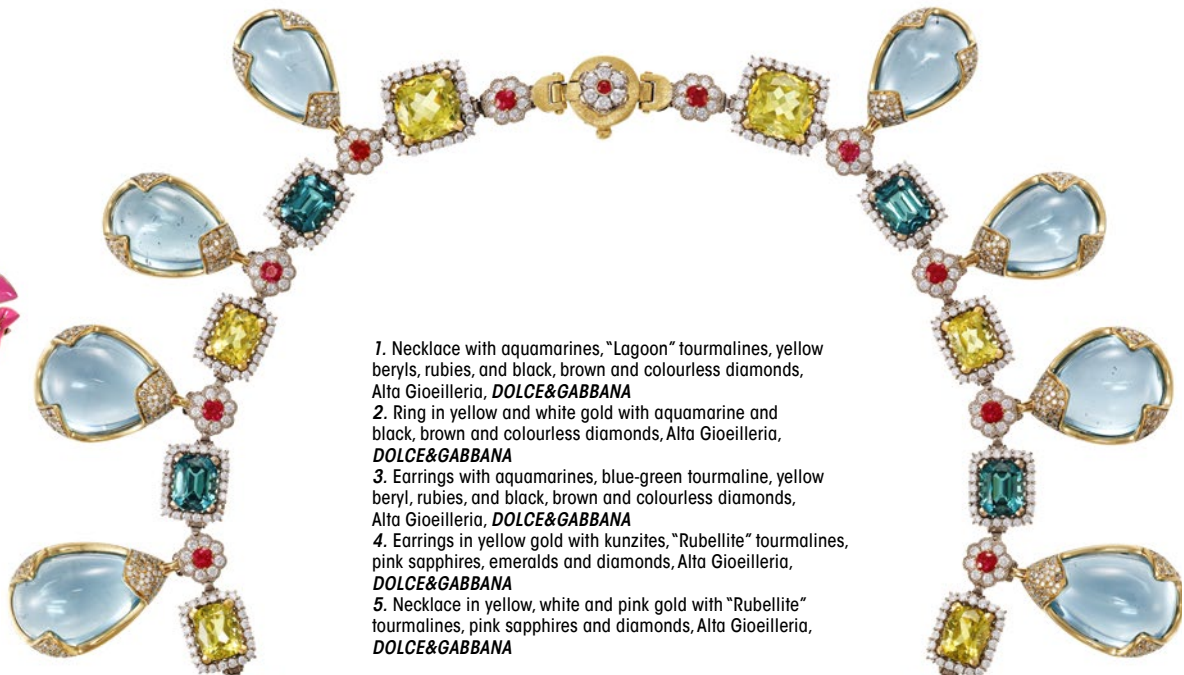 1. Necklace with aquamarines, “Lagoon” tourmalines, yellow
beryls, rubies, and black, brown and colourless diamonds,
Alta Gioeilleria, DOLCE&GABBANA
2. Ring in yellow and white gold with aquamarine and
black, brown and colourless diamonds, Alta Gioeilleria,
DOLCE&GABBANA
3. Earrings with aquamarines, blue-green tourmaline, yellow
beryl, rubies, and black, brown and colourless diamonds,
Alta Gioeilleria, DOLCE&GABBANA
4. Earrings in yellow gold with kunzites, “Rubellite” tourmalines,
pink sapphires, emeralds and diamonds, Alta Gioeilleria,
DOLCE&GABBANA
5. Necklace in yellow, white and pink gold with “Rubellite”
tourmalines, pink sapphires and diamonds, Alta Gioeilleria,
DOLCE&GABBANA